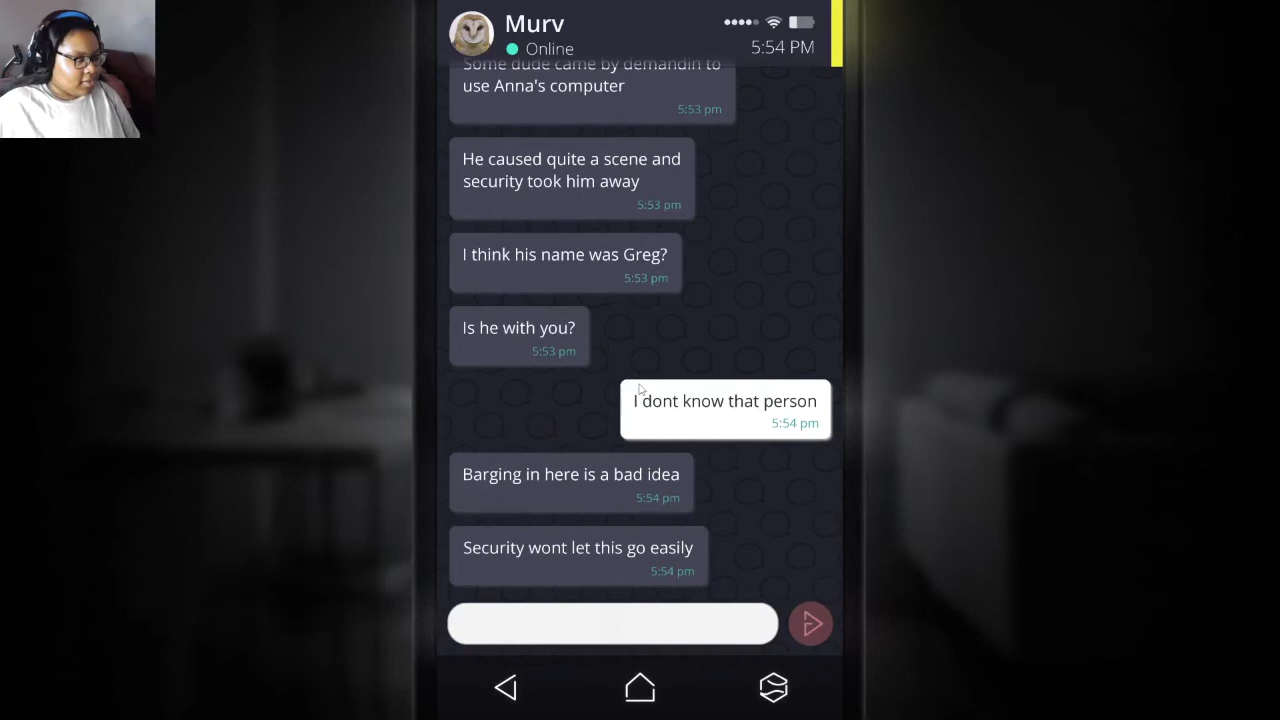 Murv
Online
5:54 PM
Some dude came by demandin to
use Anna's computer
5:53 pm
He caused quite a scene and
security took him away
5:53 pm
I think his name was Greg?
5:53 pm
Is he with you?
5:53 pm
I dont know that person
5:54 pm
Barging in here is a bad idea
5:54 pm
Security wont let this go easily
5:54 pm